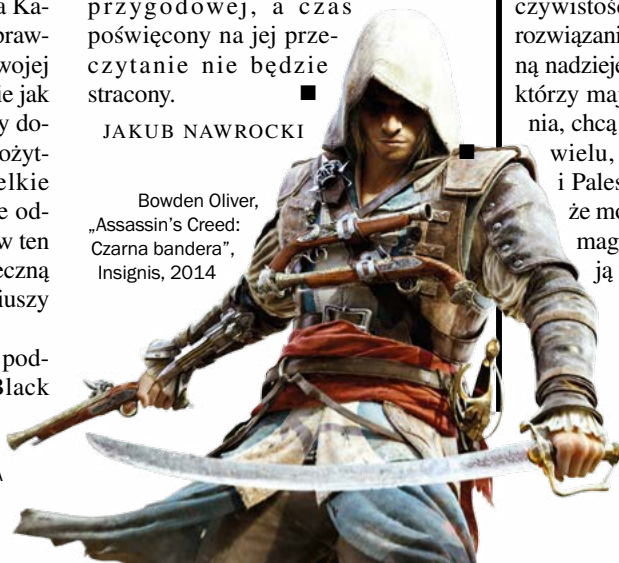 a Ka-
praw-
wojej
ie jak
y do-
ożyt-
elkie
e od-
w ten
eczną
iuszy
pod-
Black
przygodowej, a czas
poświęcony na jej prze-
czytanie nie będzie
stracony. ■
JAKUB NAWROCKI
Bowden Oliver,
„Assassin's Creed:
Czarna bandera”,
Insignis, 2014
czywistość
rozwiązani
ną nadzieję
którzy maj
nia, chcą
wielu,
i Pales
że mo
mag
ją